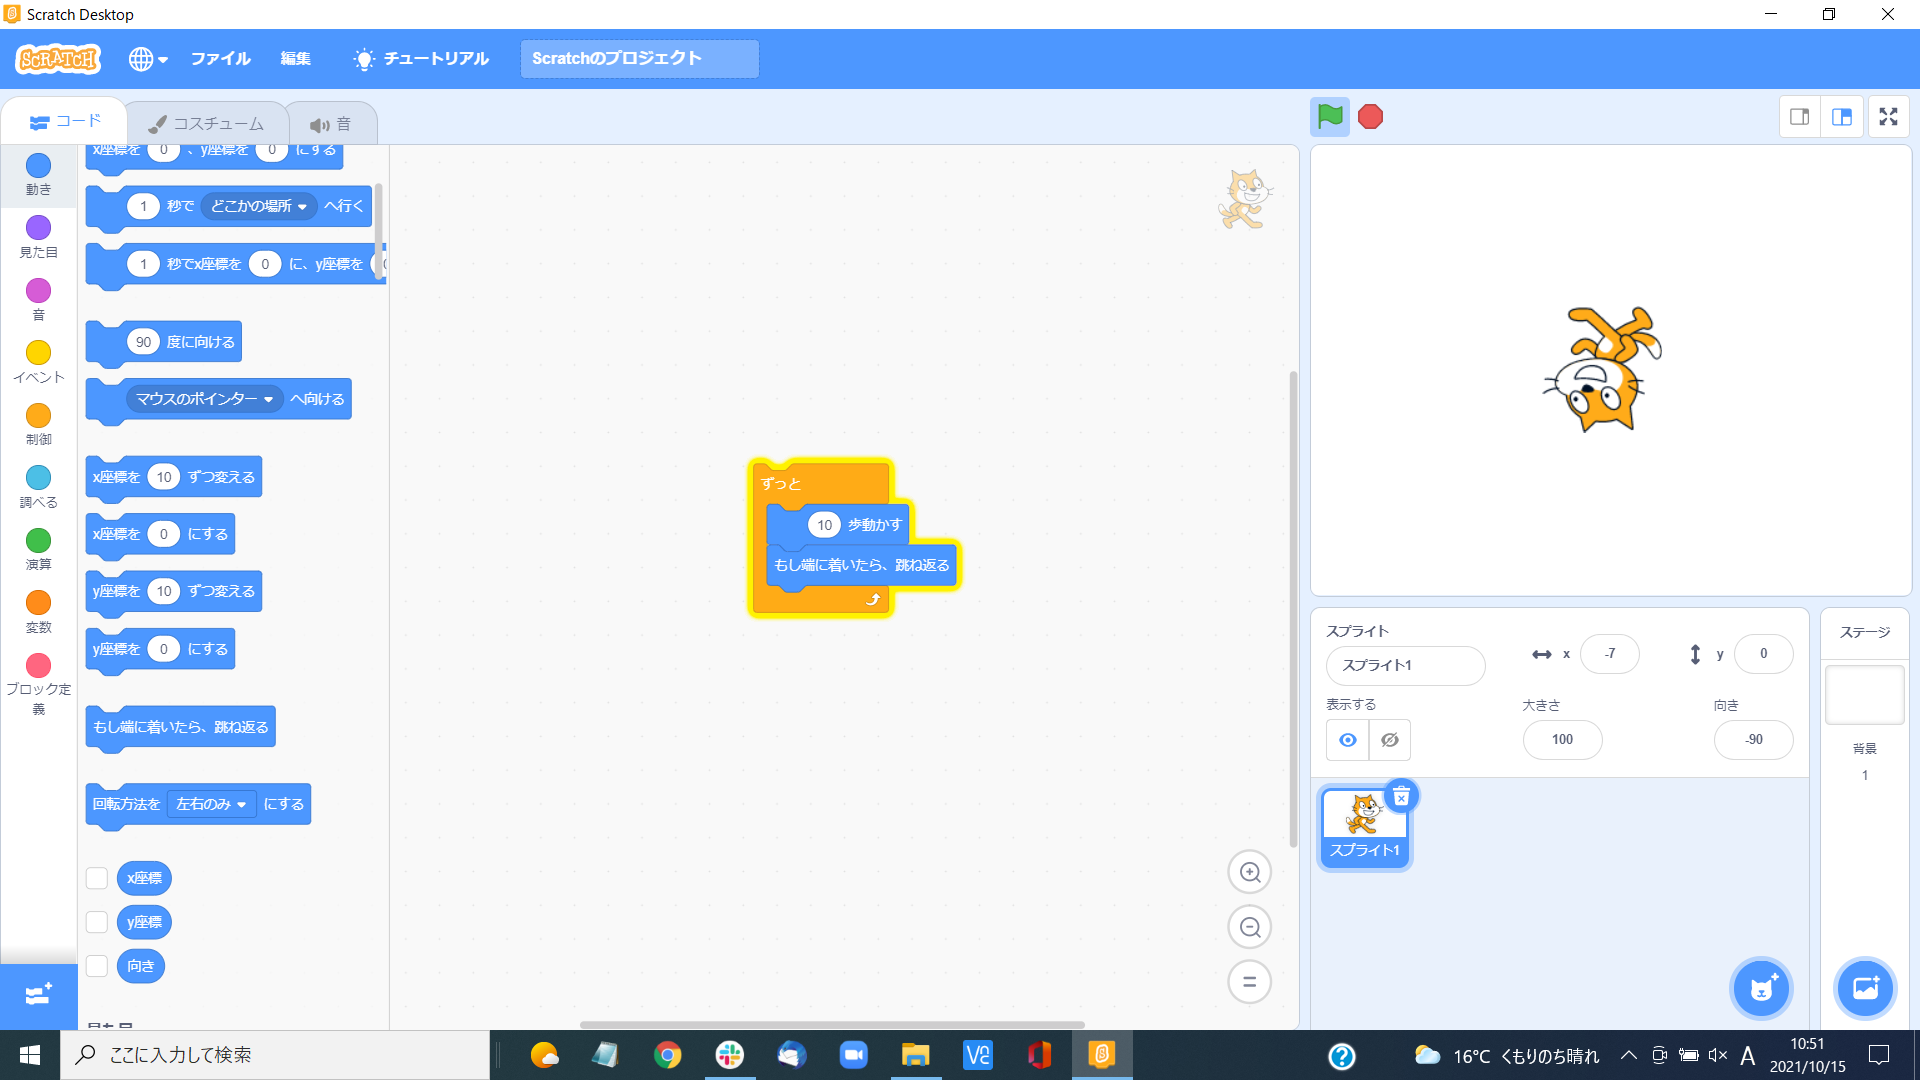 Scratch Desktop
SCRATCH
ファイル
編集
チュートリアル
Scratchのプロジェクト
コード
コスチューム
音
動き
見た目
音
イベント
制御
調べる
演算
変数
ブロック定
義
x座標を 0 、y座標を 0 にする
1 秒で どこかの場所 へ行く
1 秒でx座標を 0 に、y座標を
90 度に向ける
マウスのポインター へ向ける
x座標を 10 ずつ変える
x座標を 0 にする
y座標を 10 ずつ変える
y座標を 0 にする
もし端に着いたら、跳ね返る
回転方法を 左右のみ にする
x座標
y座標
向き
見た目
ずっと
10 歩動かす
もし端に着いたら、跳ね返る
スプライト
スプライト1
x -7
y 0
表示する
大きさ
100
向き
-90
スプライト1
ステージ
背景
1
ここに入力して検索
16°C くもりのち晴れ
A
10:51
2021/10/15